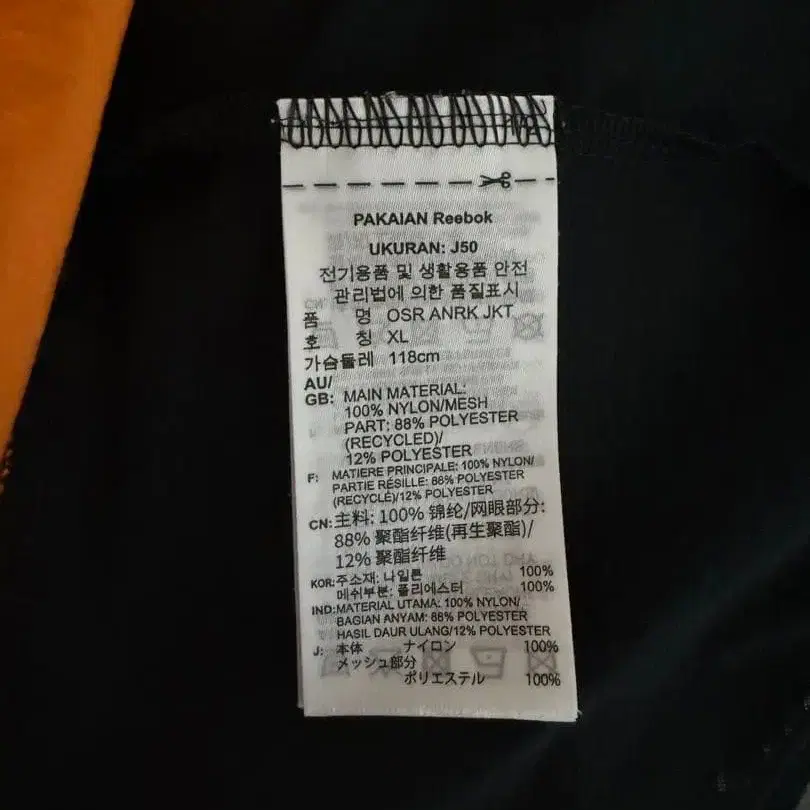 PAKAIAN Reebok
UKURAN: J50
전기용품 및 생활용품 안전
관리법에 의한 품질표시
품 명 OSR ANRK JKT
호 칭 XL
가슴둘레 118cm
AU/
GB: MAIN MATERIAL:
100% NYLON/MESH
PART: 88% POLYESTER
(RECYCLED)/
12% POLYESTER
F: MATIERE PRINCIPALE: 100% NYLON/
PARTIE RÉSILLE: 88% POLYESTER
(RECYCLÉ)/12% POLYESTER
CN: 主料: 100% 锦纶/网眼部分:
88% 聚酯纤维(再生聚酯)/
12% 聚酯纤维
KOR: 주소재: 나일론 100%
메쉬부분: 폴리에스터 100%
IND: MATERIAL UTAMA: 100% NYLON/
BAGIAN ANYAM: 88% POLYESTER
HASIL DAUR ULANG/12% POLYESTER
J: 本体 ナイロン 100%
メッシュ部分
ポリエステル 100%